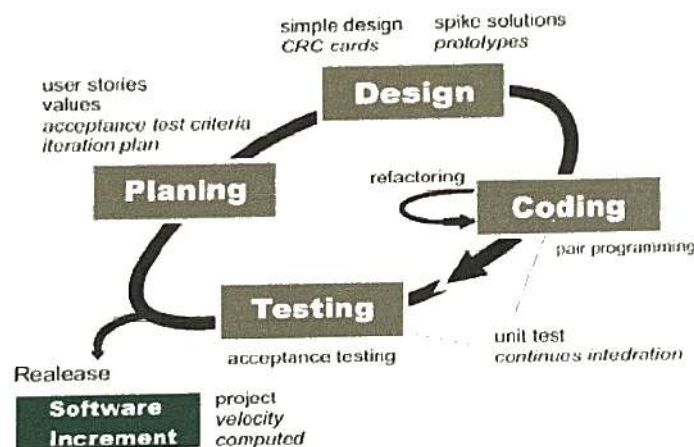 simple design
CRC cards
spike solutions
prototypes
Design
user stories
values
acceptance test criteria
iteration plan
Planing
refactoring
Coding
pair programming
Testing
acceptance testing
unit test
continues intedration
Realease
Software
Increment
project
velocity
computed